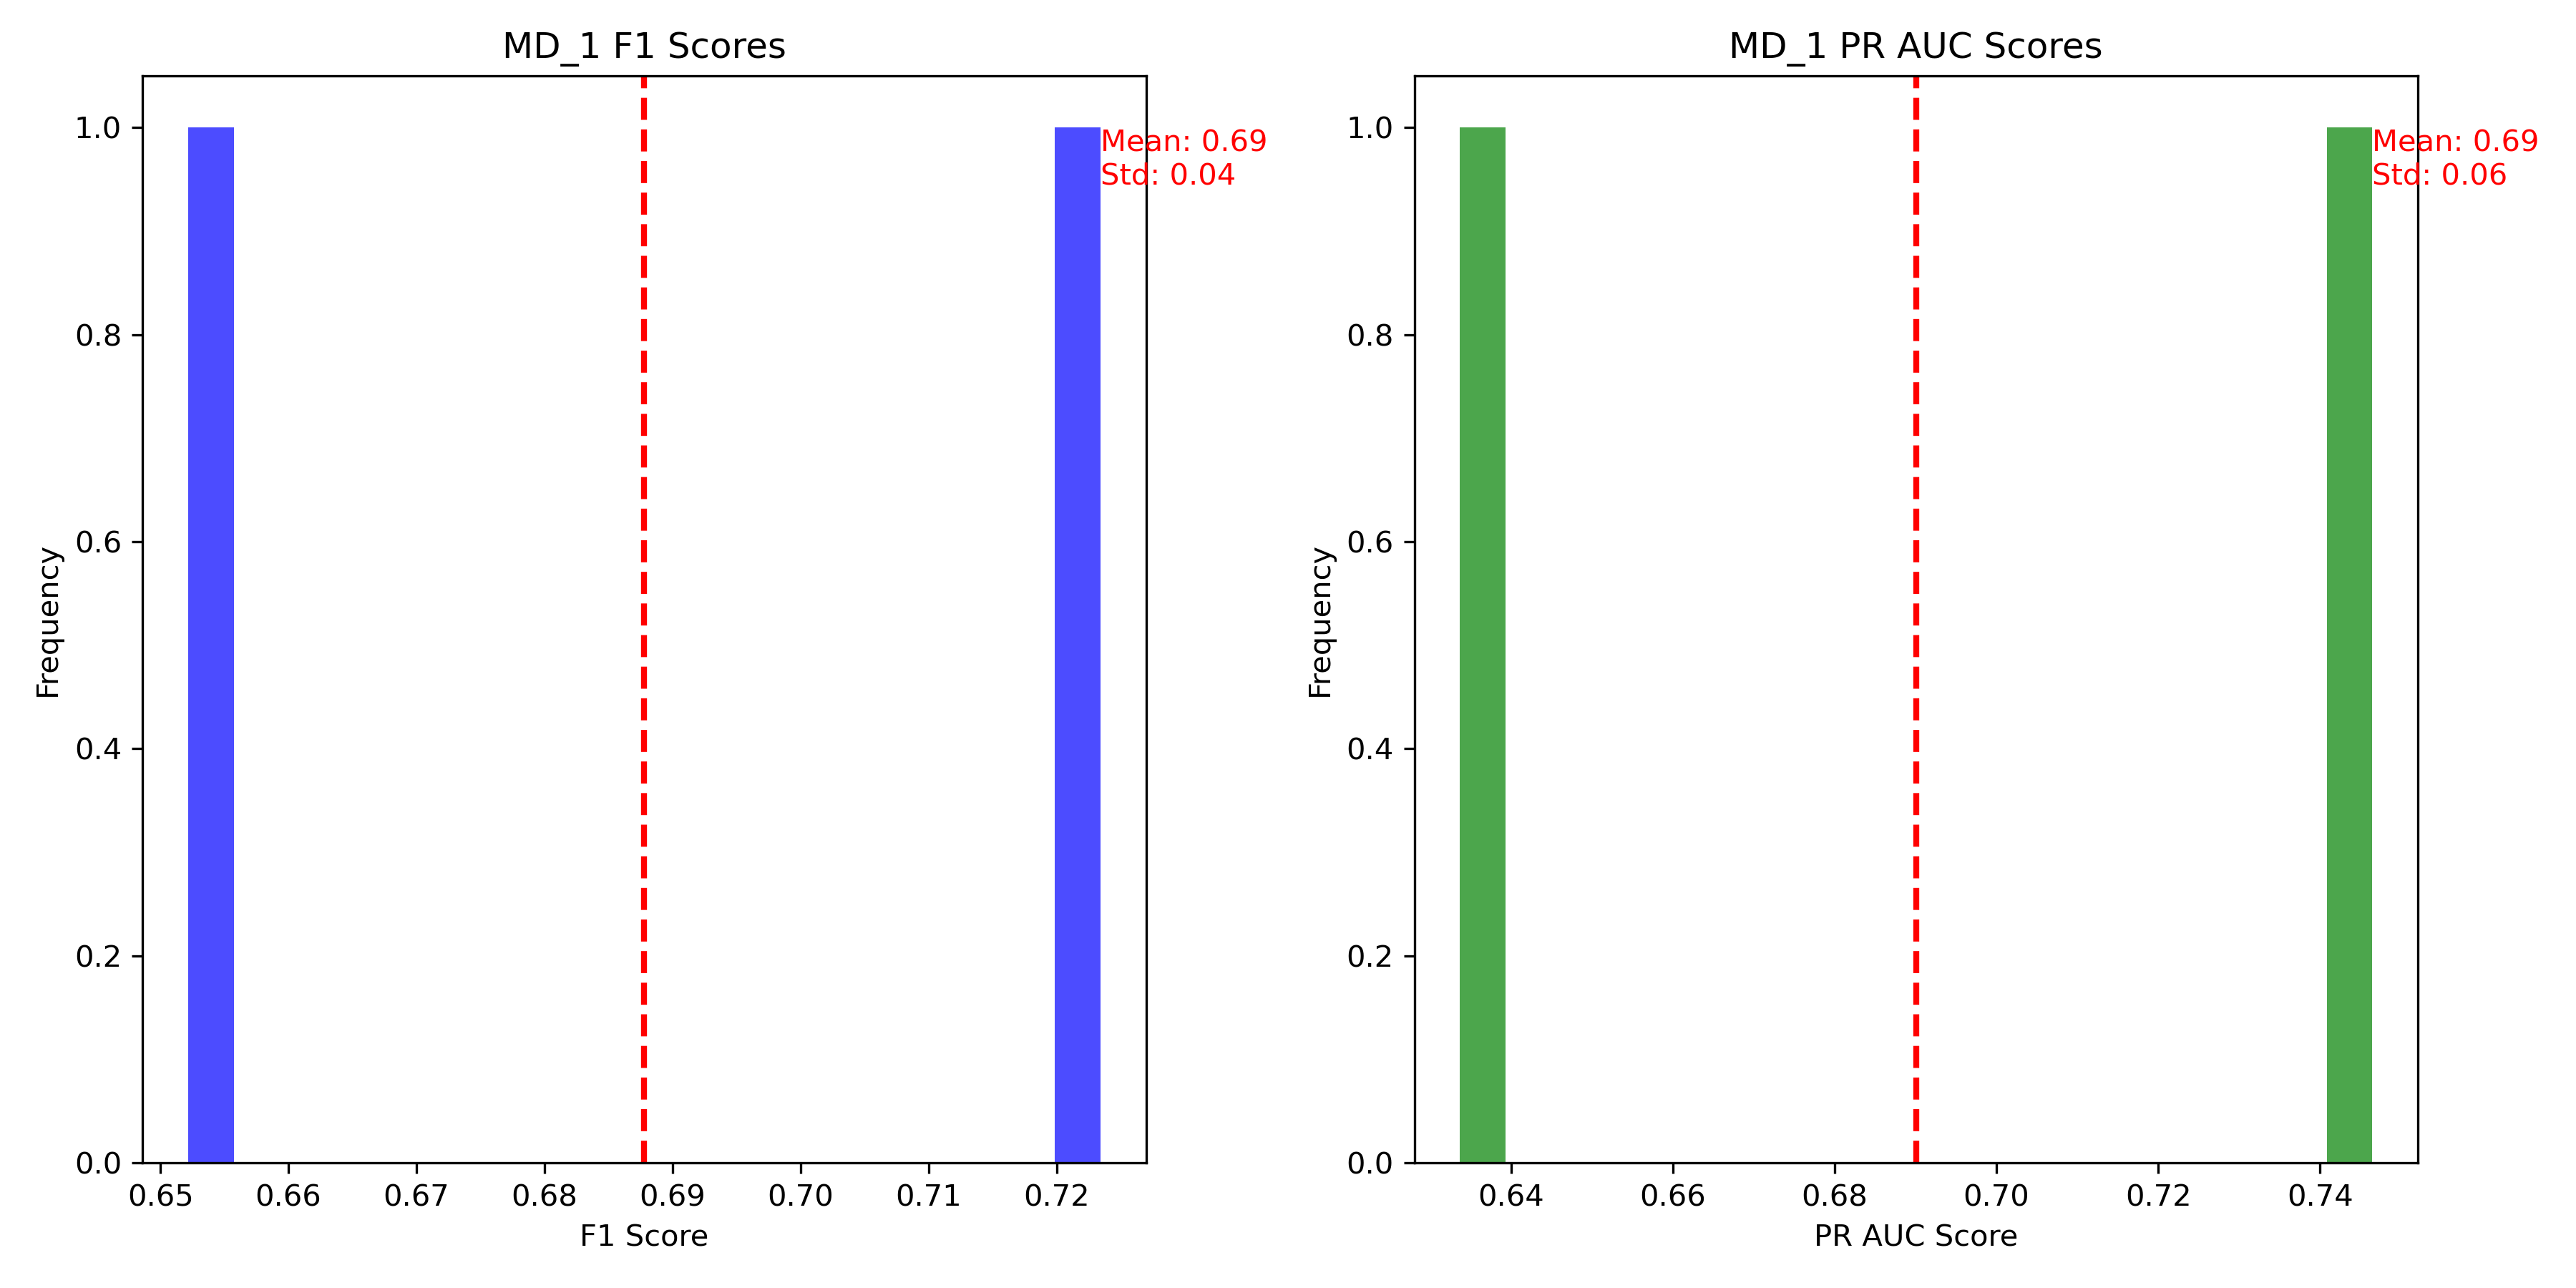 MD_1 F1 Scores
1.0
0.8
0.6
0.4
0.2
0.0
Frequency
Mean: 0.69
Std: 0.04
0.65 0.66 0.67 0.68 0.69 0.70 0.71 0.72
F1 Score
MD_1 PR AUC Scores
1.0
0.8
0.6
0.4
0.2
0.0
Frequency
Mean: 0.69
Std: 0.06
0.64 0.66 0.68 0.70 0.72 0.74
PR AUC Score